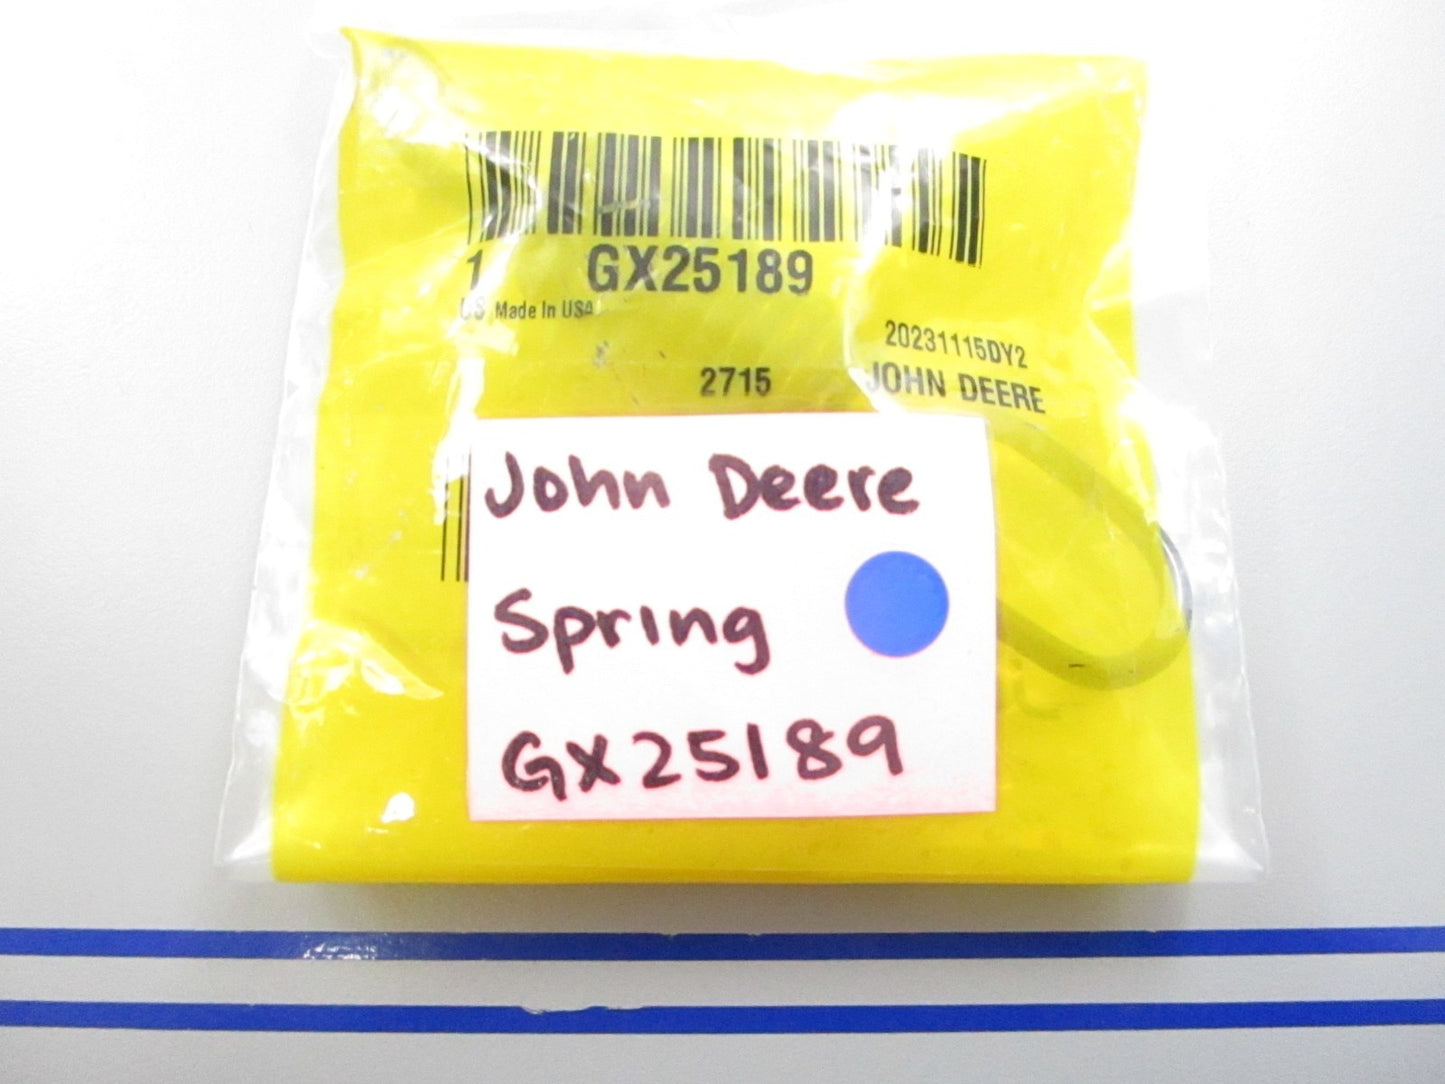 1 GX25189
US Made In USA
20231115DY2
2715 JOHN DEERE
John Deere
Spring
GX25189